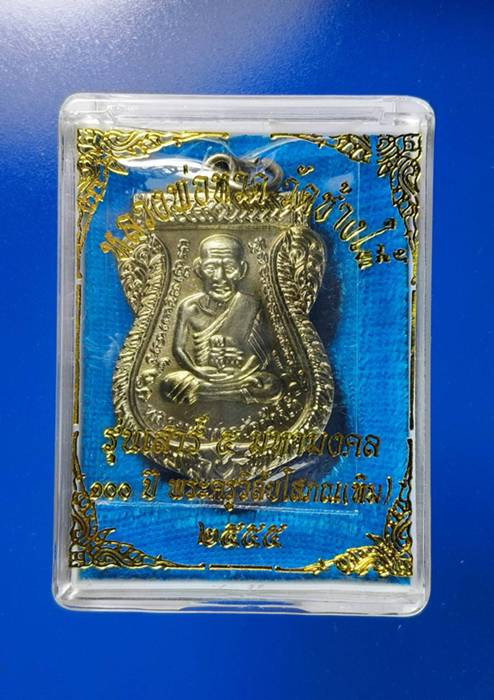 หลวงพ่อทวด วัดช้างให้
รุ่นเสาร์ ๕ มหามงคล
(๑๐๐ ปี พระครูวิสัยโสภณ(ทิม)
๒๕๕๕